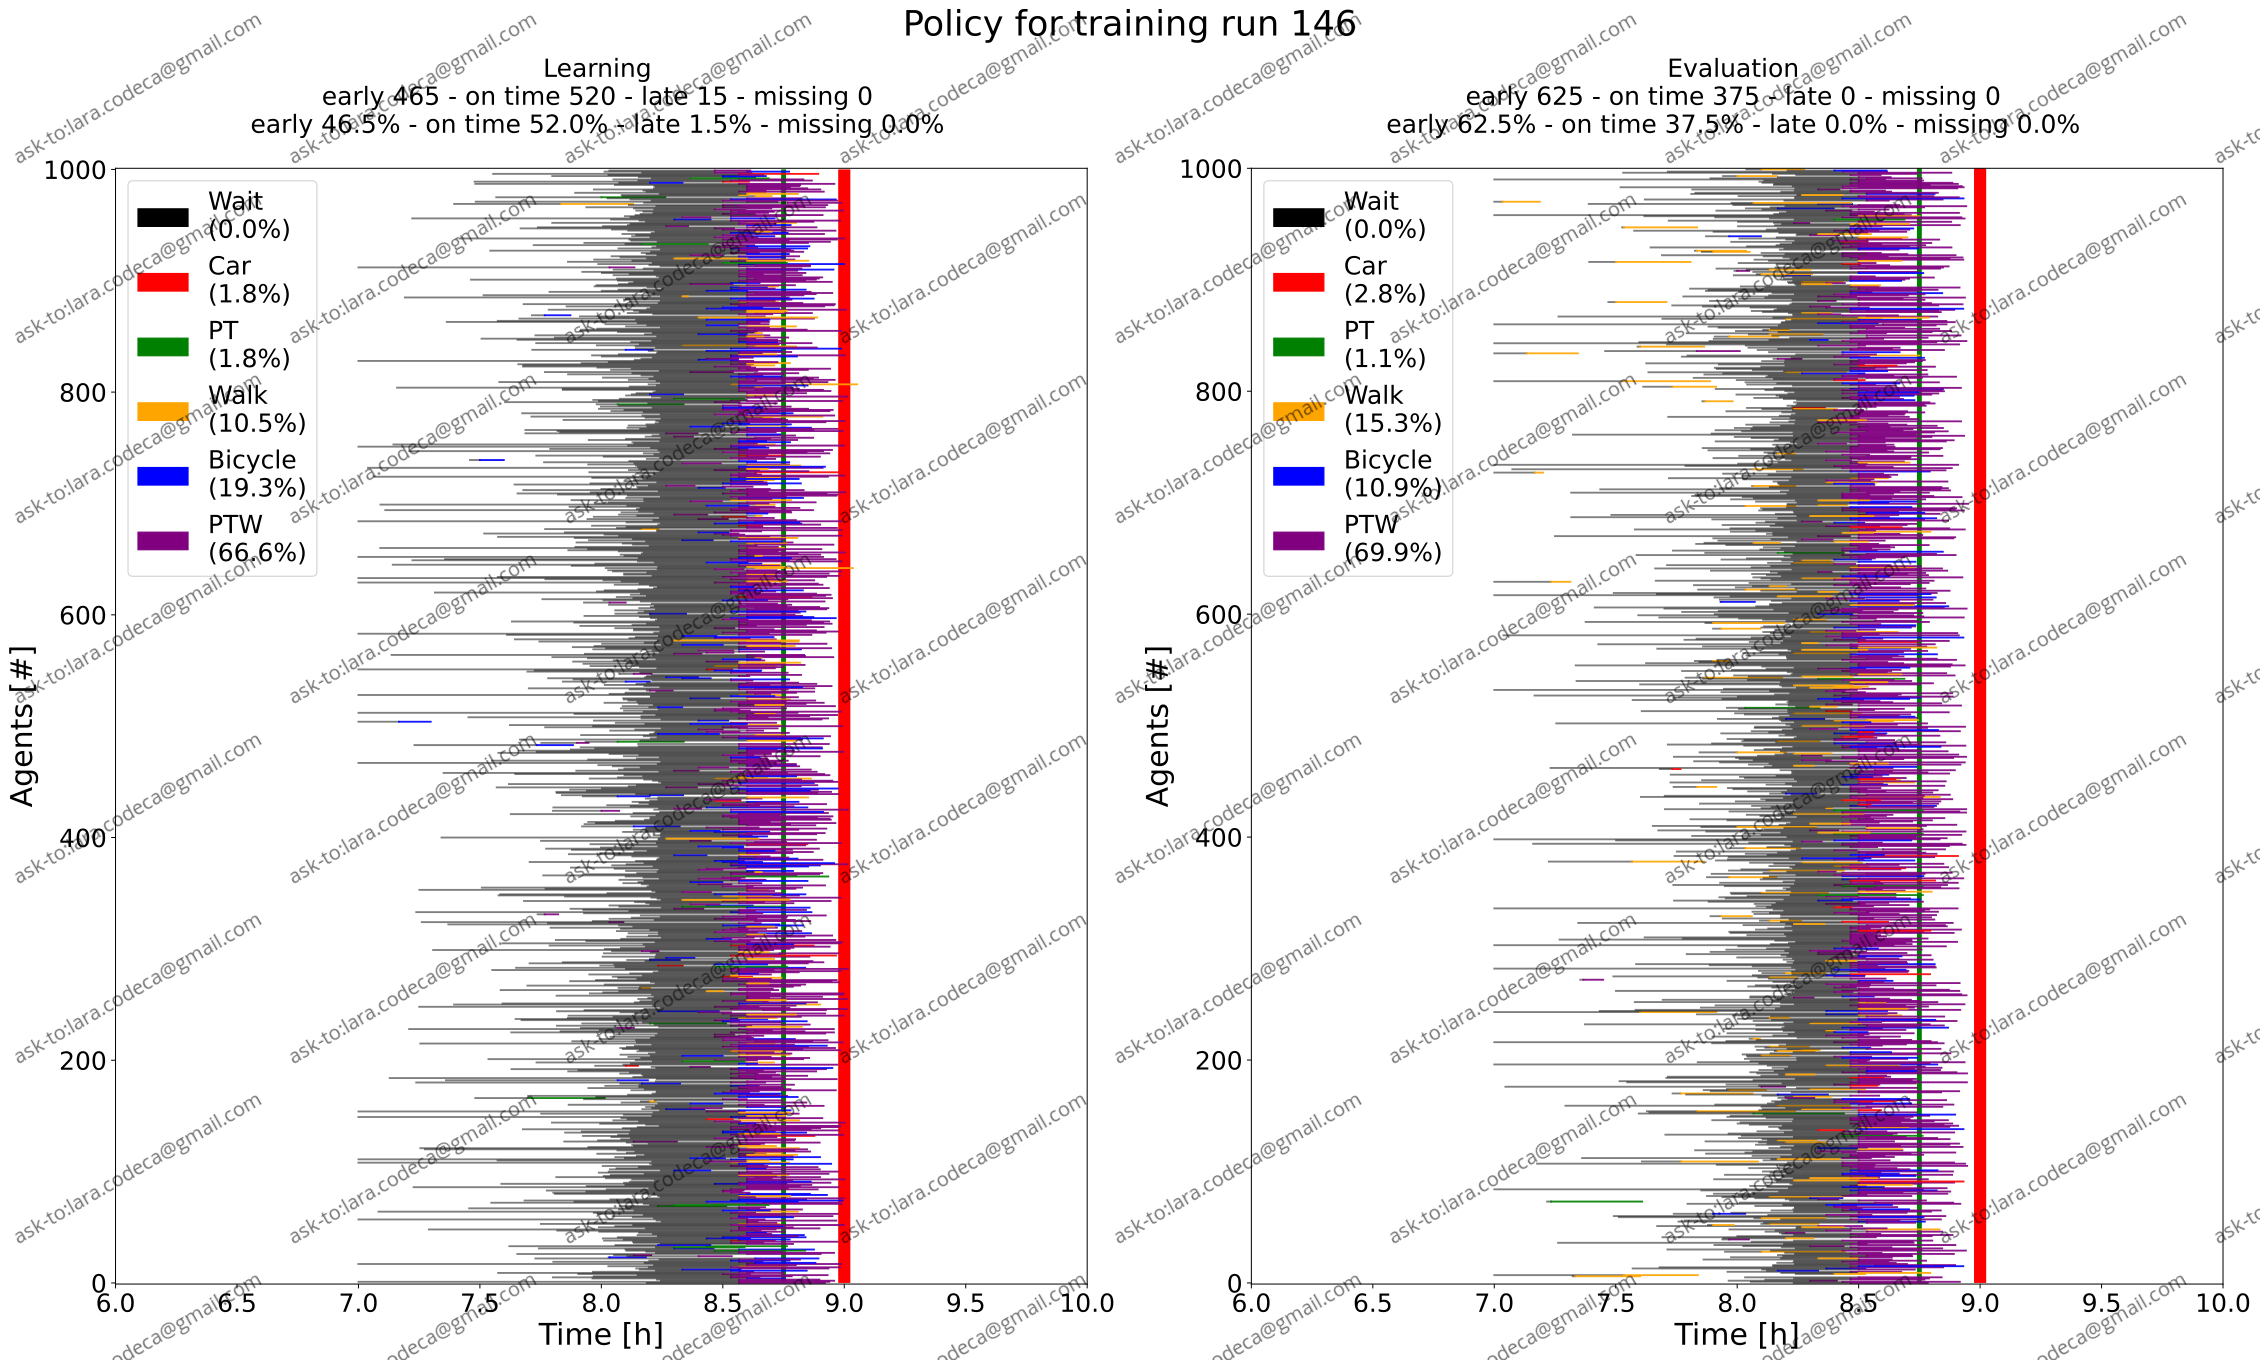 Policy for training run 146
Learning
early 465 - on time 520 - late 15 - missing 0
early 46.5% - on time 52.0% - late 1.5% - missing 0.0%
Agents [#]
1000
800
600
400
200
0
Wait
(0.0%)
Car
(1.8%)
PT
(1.8%)
Walk
(10.5%)
Bicycle
(19.3%)
PTW
(66.6%)
6.0 6.5 7.0 7.5 8.0 8.5 9.0 9.5 10.0
Time [h]
Evaluation
early 625 - on time 375 - late 0 - missing 0
early 62.5% - on time 37.5% - late 0.0% - missing 0.0%
Agents [#]
1000
800
600
400
200
0
Wait
(0.0%)
Car
(2.8%)
PT
(1.1%)
Walk
(15.3%)
Bicycle
(10.9%)
PTW
(69.9%)
6.0 6.5 7.0 7.5 8.0 8.5 9.0 9.5 10.0
Time [h]
ask-to:lara.codeca@gmail.com